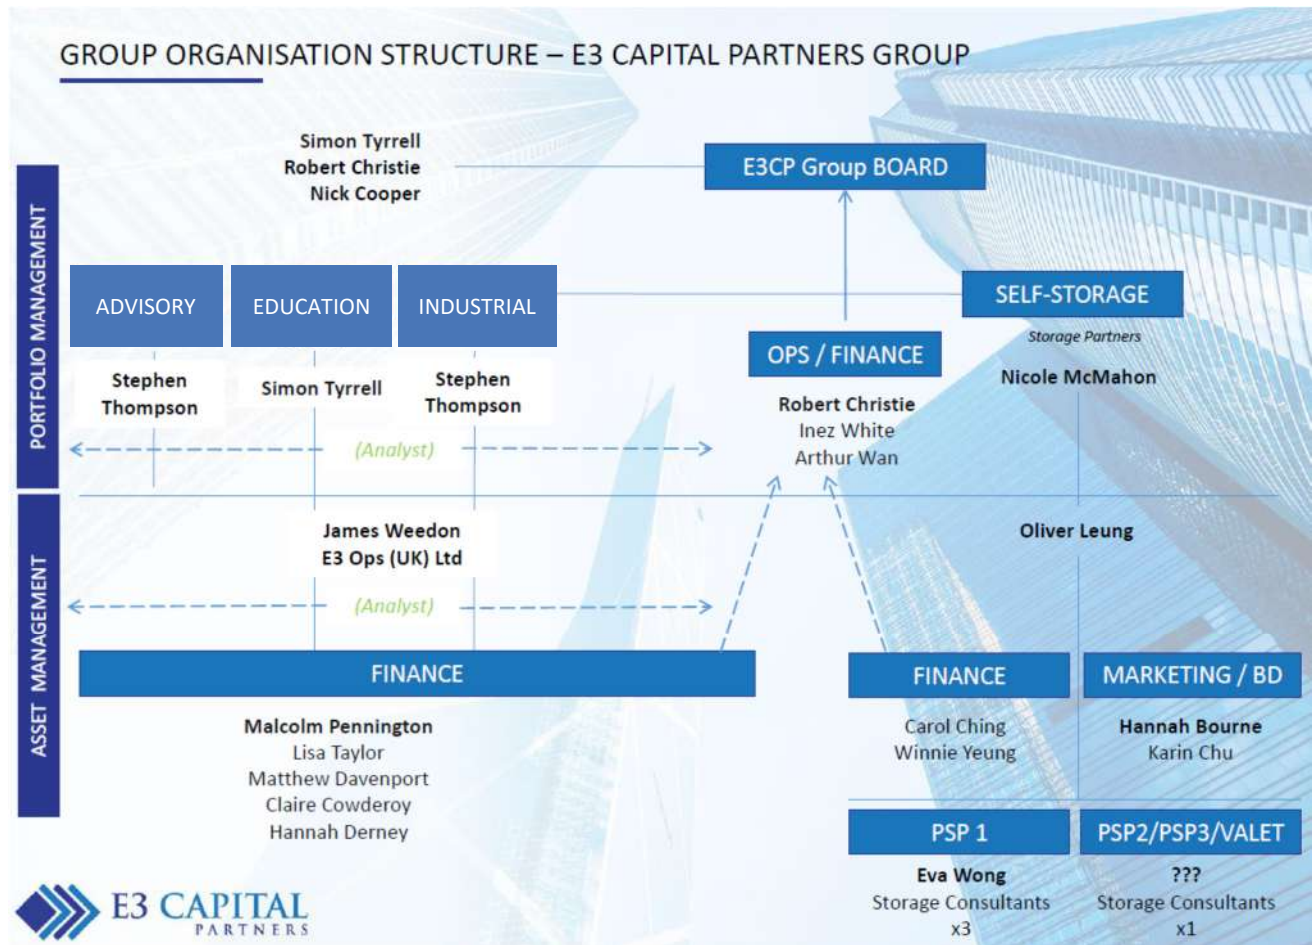 GROUP ORGANISATION STRUCTURE – E3 CAPITAL PARTNERS GROUP
Simon Tyrrell
Robert Christie
Nick Cooper
E3CP Group BOARD
PORTFOLIO MANAGEMENT
ADVISORY
EDUCATION
INDUSTRIAL
SELF-STORAGE
Storage Partners
Nicole McMahon
OPS / FINANCE
Robert Christie
Inez White
Arthur Wan
Stephen
Thompson
Simon Tyrrell
Stephen
Thompson
(Analyst)
ASSET MANAGEMENT
James Weedon
E3 Ops (UK) Ltd
Oliver Leung
(Analyst)
FINANCE
Malcolm Pennington
Lisa Taylor
Matthew Davenport
Claire Cowderoy
Hannah Derney
FINANCE
Carol Ching
Winnie Yeung
MARKETING / BD
Hannah Bourne
Karin Chu
PSP 1
Eva Wong
Storage Consultants
x3
PSP2/PSP3/VALET
???
Storage Consultants
x1
E3 CAPITAL
PARTNERS